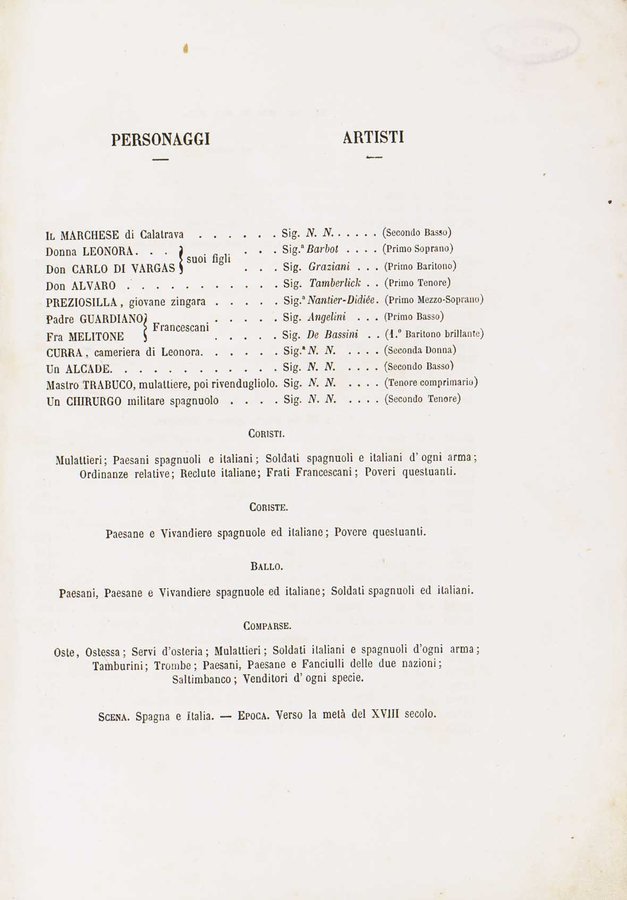 PERSONAGGI ARTISTI
IL MARCHESE di Calatrava . . . . . . Sig. N. N. . . . . . (Secondo Basso)
Donna LEONORA. . . } suoi figli . . . Sig.ª Barbot . . . . (Primo Soprano)
Don CARLO DI VARGAS } . . . Sig. Graziani . . . (Primo Baritono)
Don ALVARO . . . . . . . . . . . Sig. Tamberlick . . (Primo Tenore)
PREZIOSILLA, giovane zingara . . . . . Sig.ª Nantier-Didiée. (Primo Mezzo-Soprano)
Padre GUARDIANO } Francescani . . . . . Sig. Angelini . . . (Primo Basso)
Fra MELITONE } . . . . . Sig. De Bassini . . (1.º Baritono brillante)
CURRA, cameriera di Leonora. . . . . . Sig.ª N. N. . . . . (Seconda Donna)
Un ALCADE. . . . . . . . . . . . Sig. N. N. . . . . (Secondo Basso)
Mastro TRABUCO, mulattiere, poi rivendugliolo. Sig. N. N. . . . . (Tenore comprimario)
Un CHIRURGO militare spagnuolo . . . . Sig. N. N. . . . . (Secondo Tenore)
CORISTI.
Mulattieri; Paesani spagnuoli e italiani; Soldati spagnuoli e italiani d'ogni arma;
Ordinanze relative; Reclute italiane; Frati Francescani; Poveri questuanti.
CORISTE.
Paesane e Vivandiere spagnuole ed italiane; Povere questuanti.
BALLO.
Paesani, Paesane e Vivandiere spagnuole ed italiane; Soldati spagnuoli ed italiani.
COMPARSE.
Oste, Ostessa; Servi d'osteria; Mulattieri; Soldati italiani e spagnuoli d'ogni arma;
Tamburini; Trombe; Paesani, Paesane e Fanciulli delle due nazioni;
Saltimbanco; Venditori d'ogni specie.
SCENA. Spagna e italia. — EPOCA. Verso la metà del XVIII secolo.